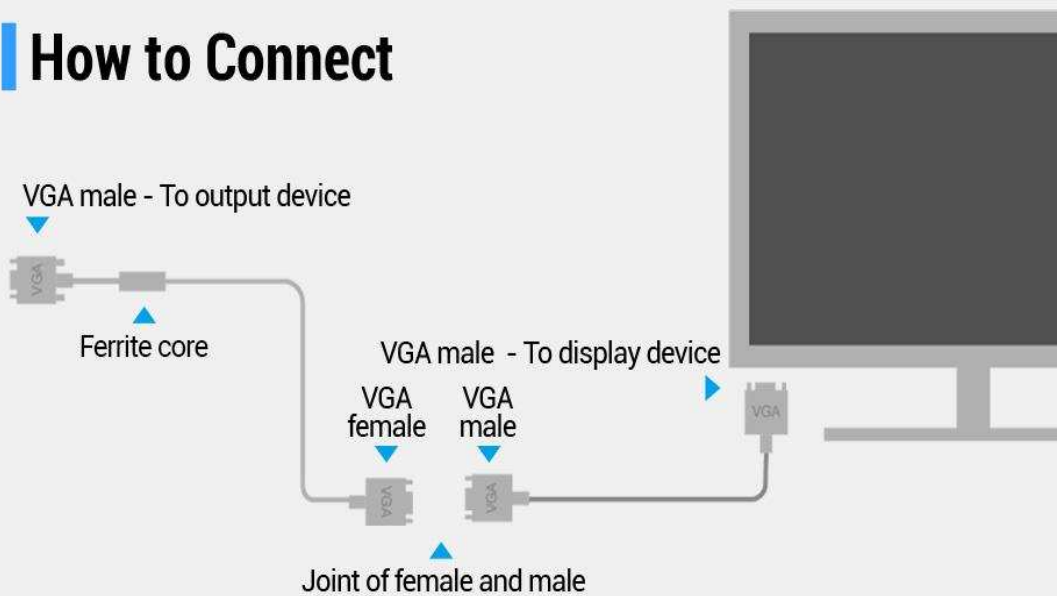 How to Connect
VGA male - To output device
VGA
Ferrite core
VGA male - To display device
VGA
VGA
female
VGA
male
VGA
VGA
Joint of female and male